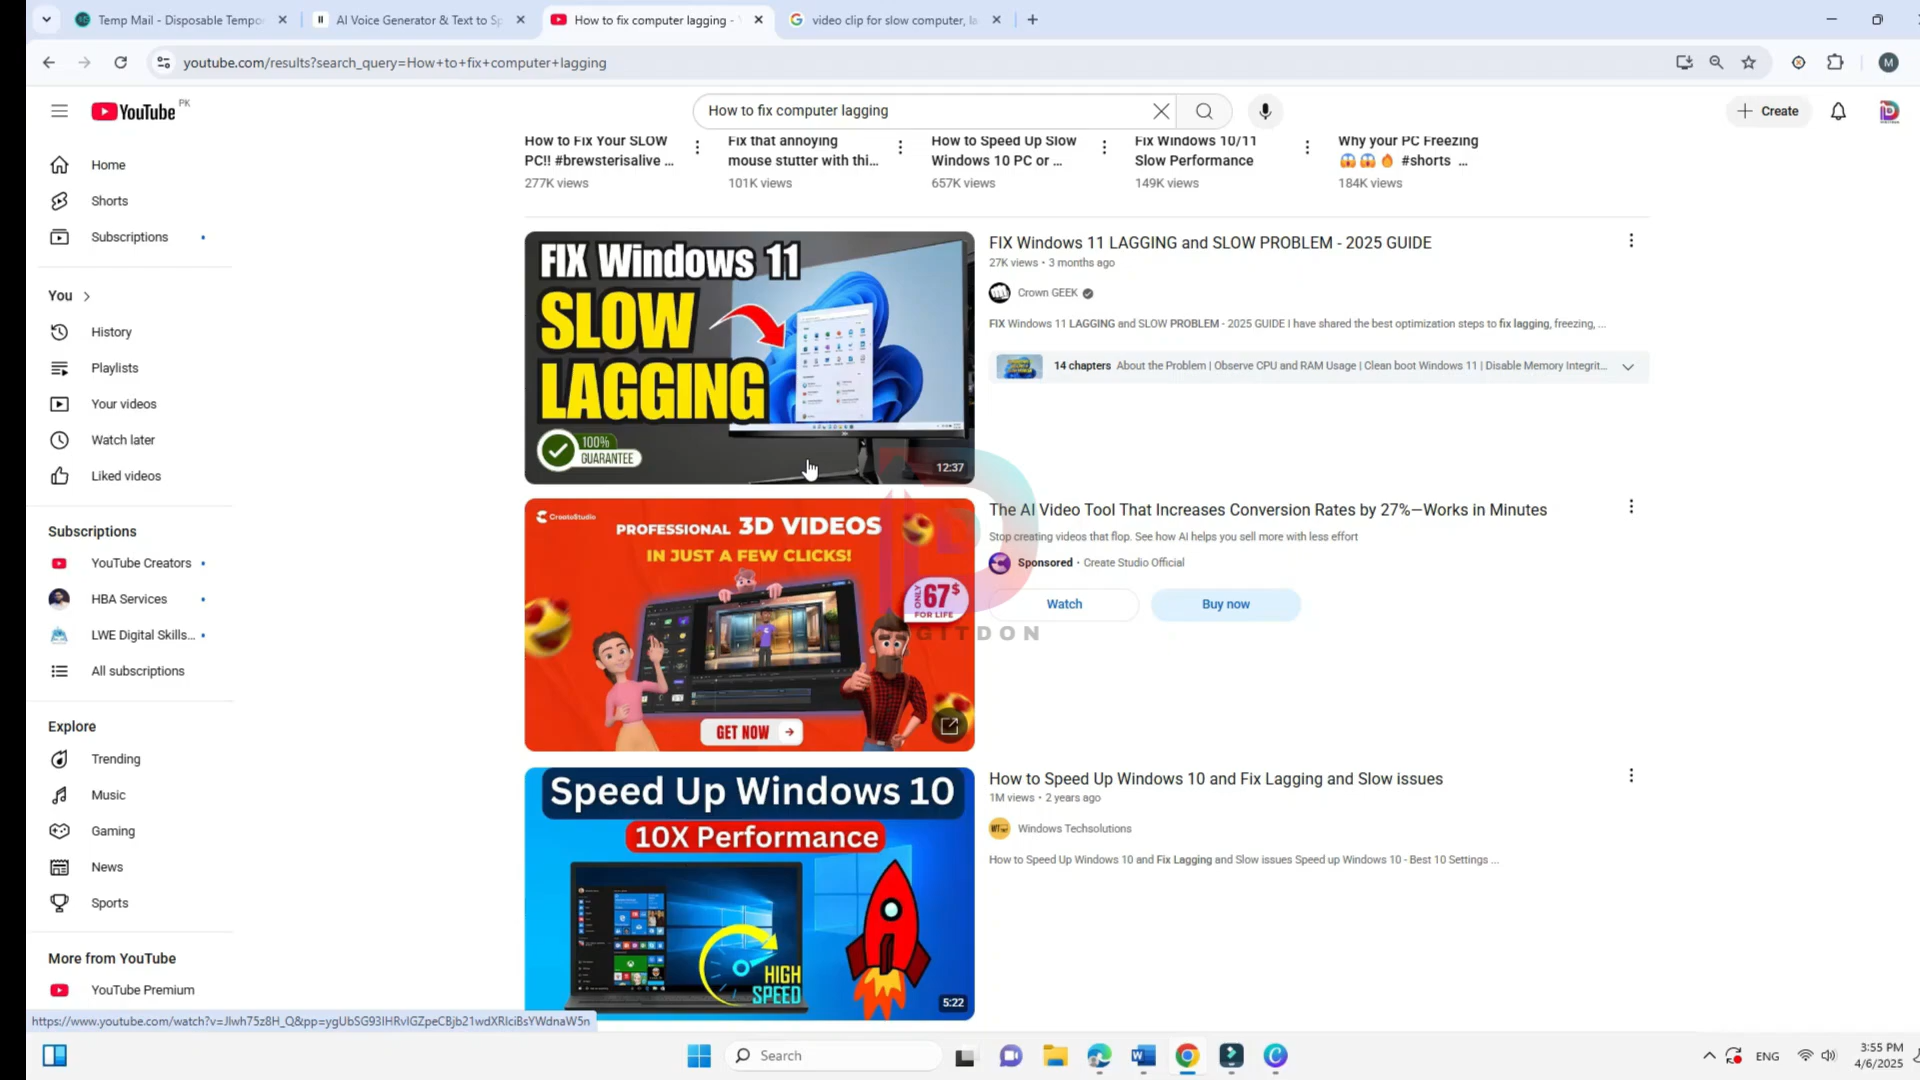 Temp Mail - Disposable Tempo
AI Voice Generator & Text to Sp
How to fix computer lagging -
video clip for slow computer, la
youtube.com/results?search_query=How+to+fix+computer+lagging
M
YouTube PK
How to fix computer lagging
Create
How to Fix Your SLOW
PC!! #brewsterisalive ...
277K views
Fix that annoying
mouse stutter with thi...
101K views
How to Speed Up Slow
Windows 10 PC or ...
657K views
Fix Windows 10/11
Slow Performance
149K views
Why your PC Freezing
😱😱🔥 #shorts ...
184K views
Home
Shorts
Subscriptions
You
History
Playlists
Your videos
Watch later
Liked videos
Subscriptions
YouTube Creators
HBA Services
LWE Digital Skills...
All subscriptions
Explore
Trending
Music
Gaming
News
Sports
More from YouTube
YouTube Premium
FIX Windows 11
SLOW
LAGGING
100%
GUARANTEE
12:37
FIX Windows 11 LAGGING and SLOW PROBLEM - 2025 GUIDE
27K views • 3 months ago
Crown GEEK
FIX Windows 11 LAGGING and SLOW PROBLEM - 2025 GUIDE I have shared the best optimization steps to fix lagging, freezing, ...
14 chapters About the Problem | Observe CPU and RAM Usage | Clean boot Windows 11 | Disable Memory Integrit...
CreateStudio
PROFESSIONAL 3D VIDEOS
IN JUST A FEW CLICKS!
ONLY 67$
FOR LIFE
GET NOW
The AI Video Tool That Increases Conversion Rates by 27%—Works in Minutes
Stop creating videos that flop. See how AI helps you sell more with less effort
Sponsored • Create Studio Official
Watch
Buy now
GITDON
Speed Up Windows 10
10X Performance
HIGH
SPEED
5:22
How to Speed Up Windows 10 and Fix Lagging and Slow issues
1M views • 2 years ago
Windows Techsolutions
How to Speed Up Windows 10 and Fix Lagging and Slow issues Speed up Windows 10 - Best 10 Settings ...
https://www.youtube.com/watch?v=Jlwh75z8H_Q&pp=ygUbSG93IHRvIGZpeCBjb21wdXRlciBsYWdnaW5n
Search
ENG
3:55 PM
4/6/2025